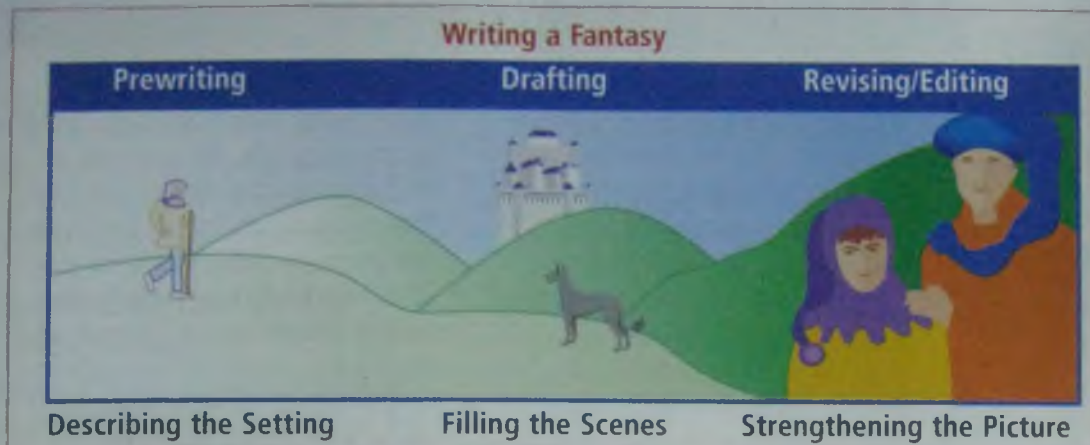 Writing a Fantasy
Prewriting Drafting Revising/Editing
Describing the Setting Filling the Scenes Strengthening the Picture